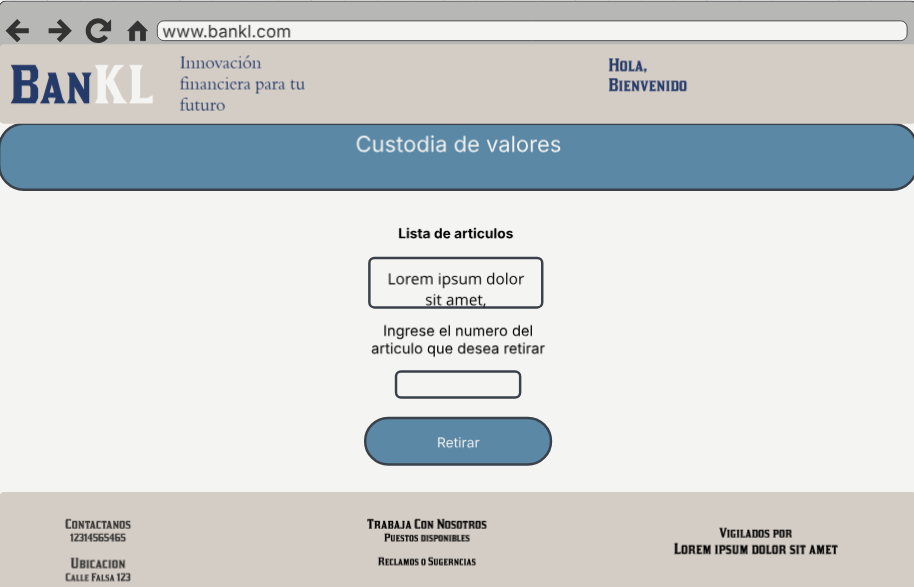 www.bankl.com
BanKL
Innovación
financiera para tu
futuro
Hola,
Bienvenido
Custodia de valores
Lista de articulos
Lorem ipsum dolor
sit amet,
Ingrese el numero del
articulo que desea retirar
Retirar
Contactanos
12314565465
Ubicacion
Calle Falsa 123
Trabaja Con Nosotros
Puestos disponibles
Reclamos o Sugerncias
Vigilados por
Lorem ipsum dolor sit amet